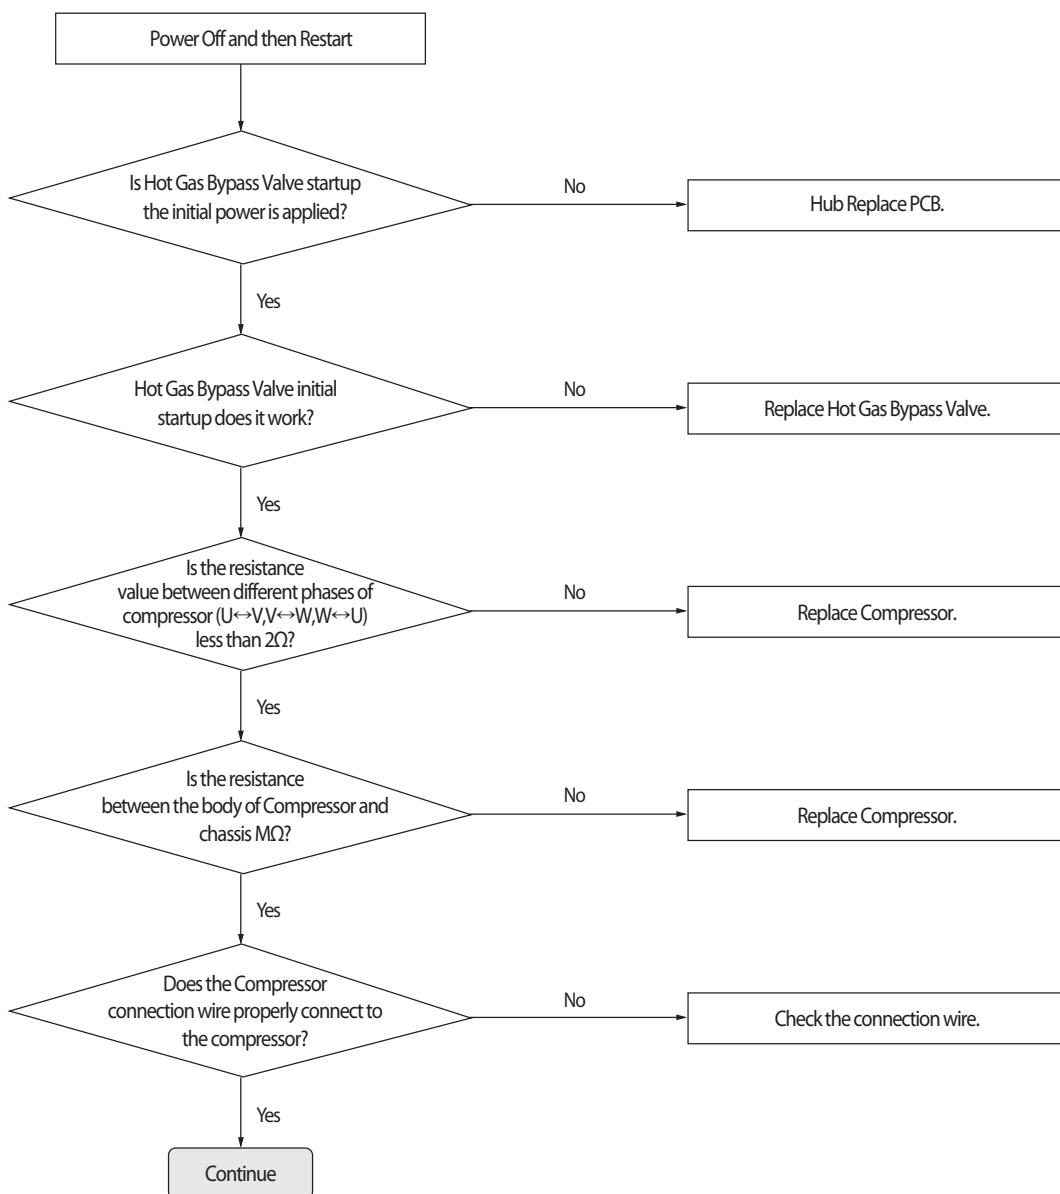 Power Off and then Restart
Is Hot Gas Bypass Valve startup
the initial power is applied?
No
Hub Replace PCB.
Yes
Hot Gas Bypass Valve initial
startup does it work?
No
Replace Hot Gas Bypass Valve.
Yes
Is the resistance
value between different phases of
compressor (U↔V,V↔W,W↔U)
less than 2Ω?
No
Replace Compressor.
Yes
Is the resistance
between the body of Compressor and
chassis MΩ?
No
Replace Compressor.
Yes
Does the Compressor
connection wire properly connect to
the compressor?
No
Check the connection wire.
Yes
Continue